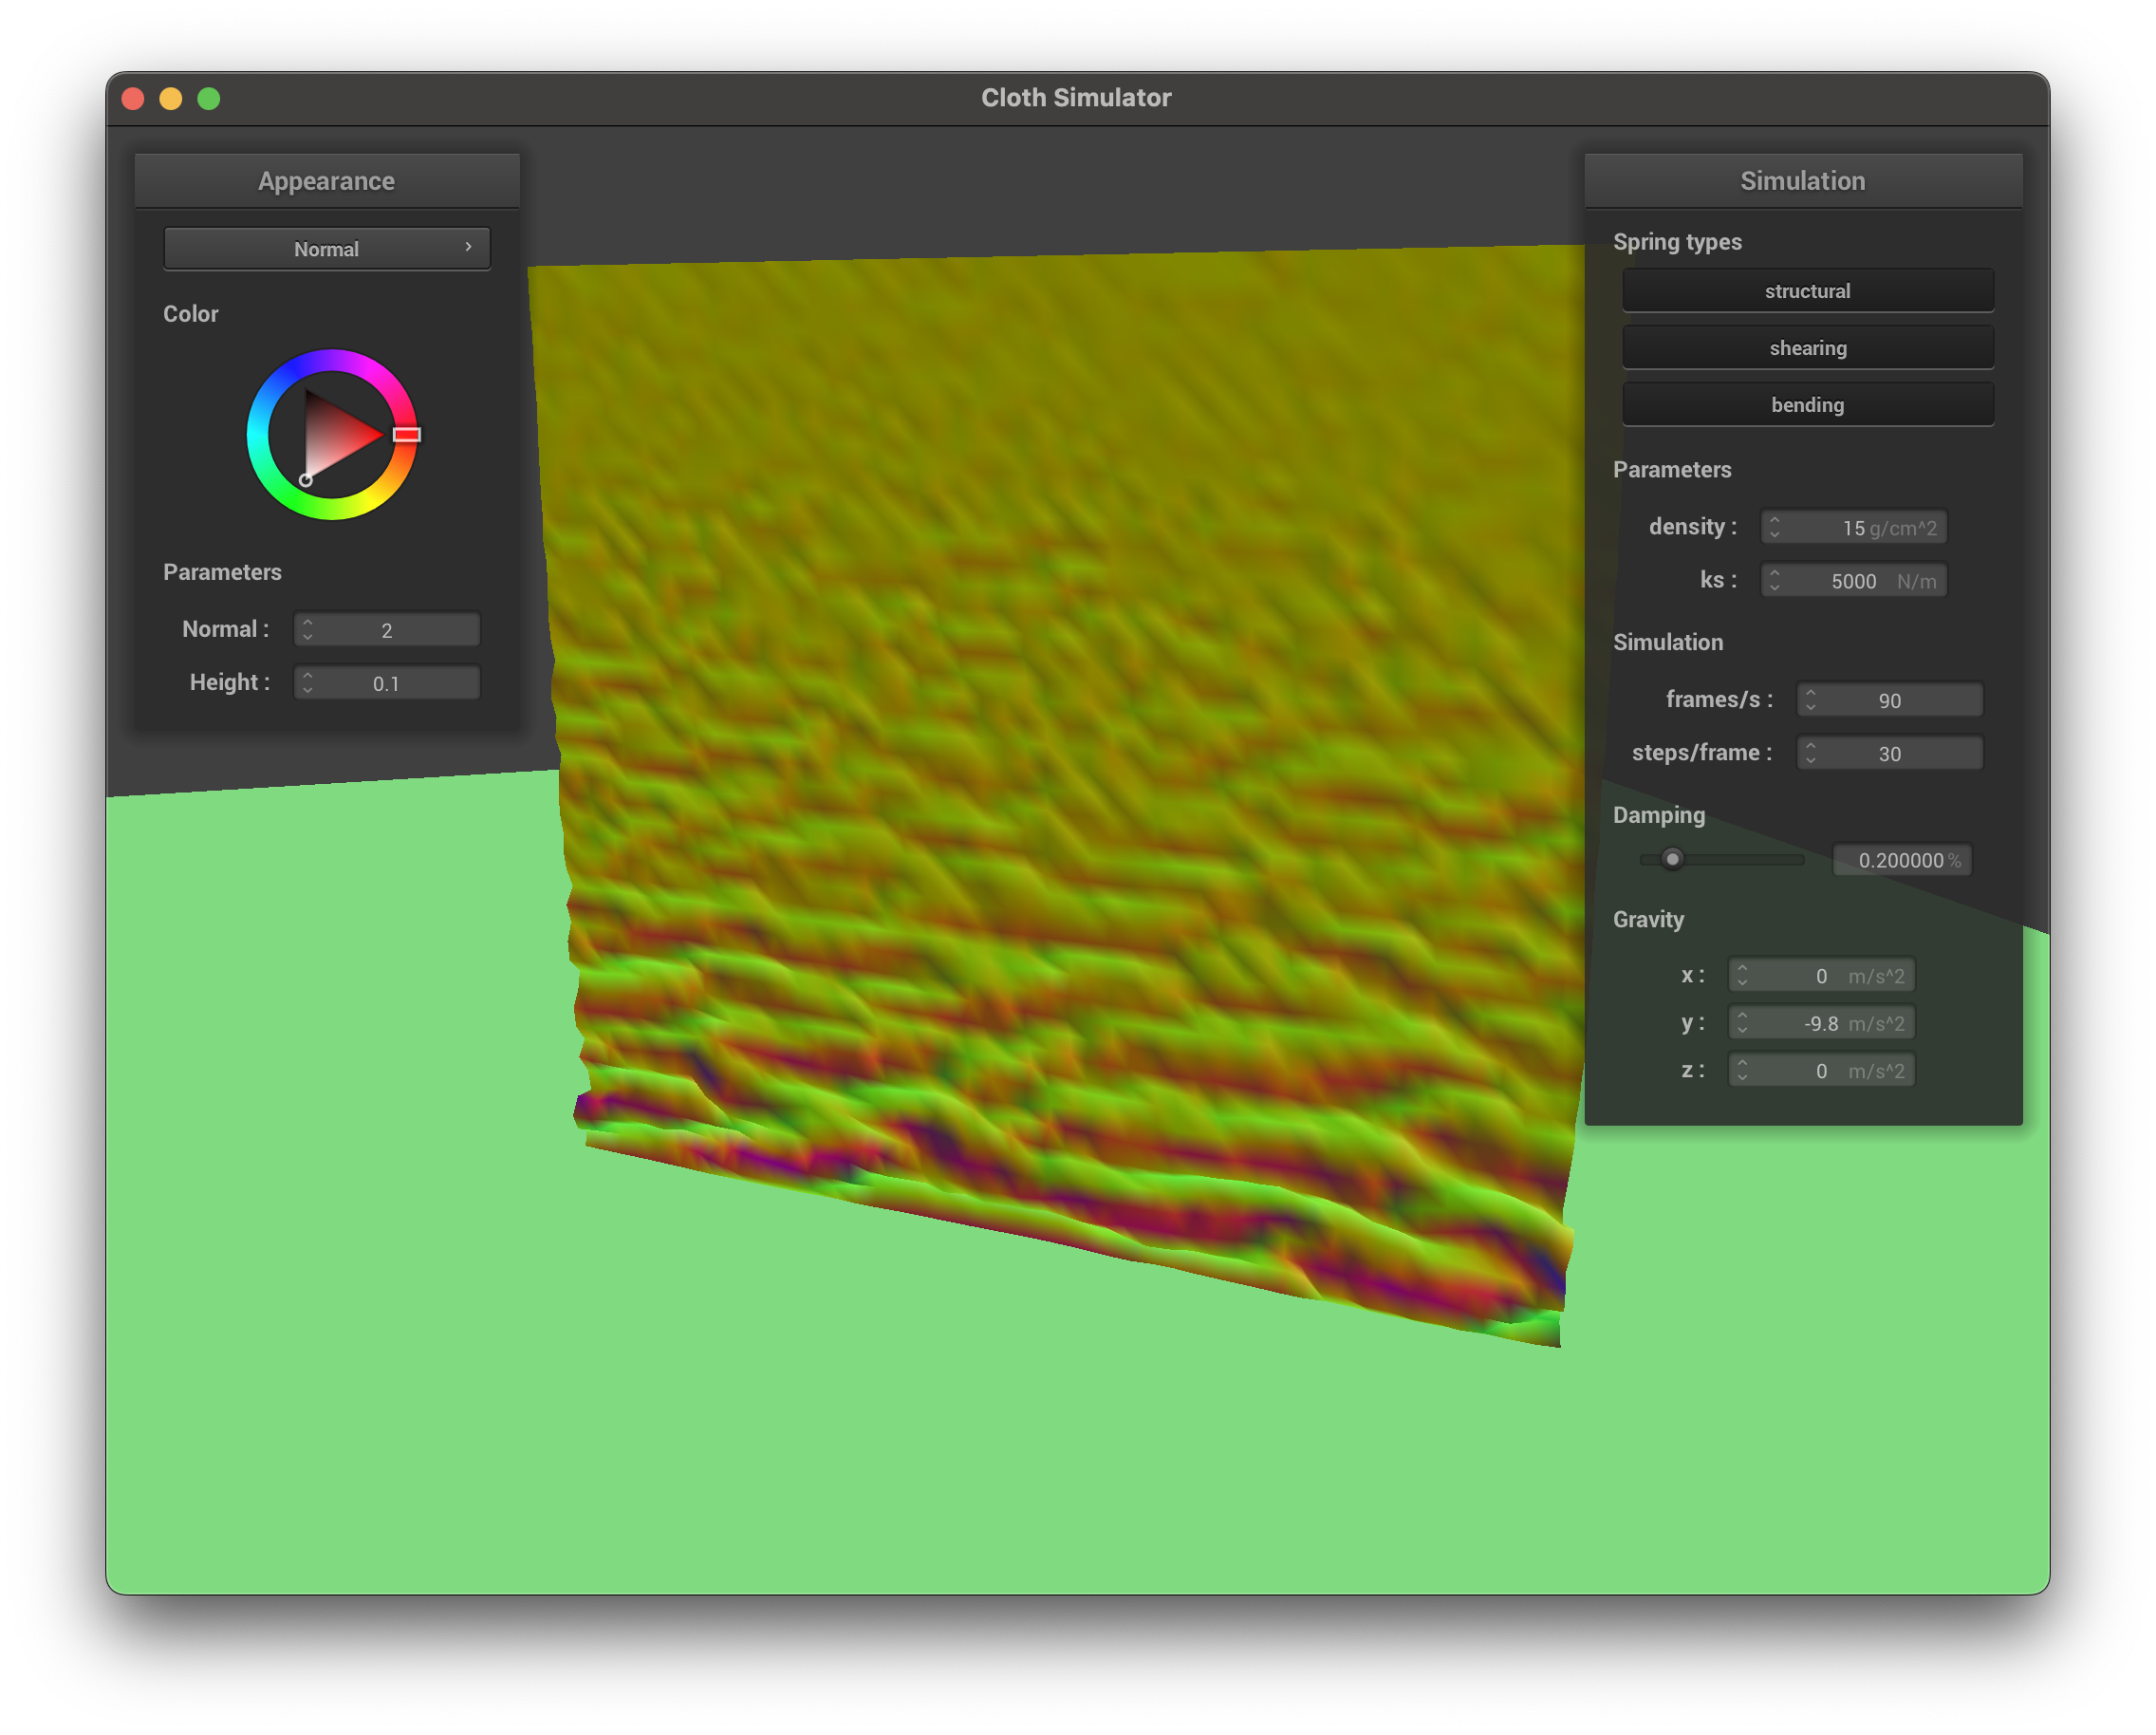 Cloth Simulator
Appearance
Normal
Color
Parameters
Normal : 2
Height : 0.1
Simulation
Spring types
structural
shearing
bending
Parameters
density : 15 g/cm^2
ks : 5000 N/m
Simulation
frames/s : 90
steps/frame : 30
Damping
0.200000 %
Gravity
x : 0 m/s^2
y : -9.8 m/s^2
z : 0 m/s^2